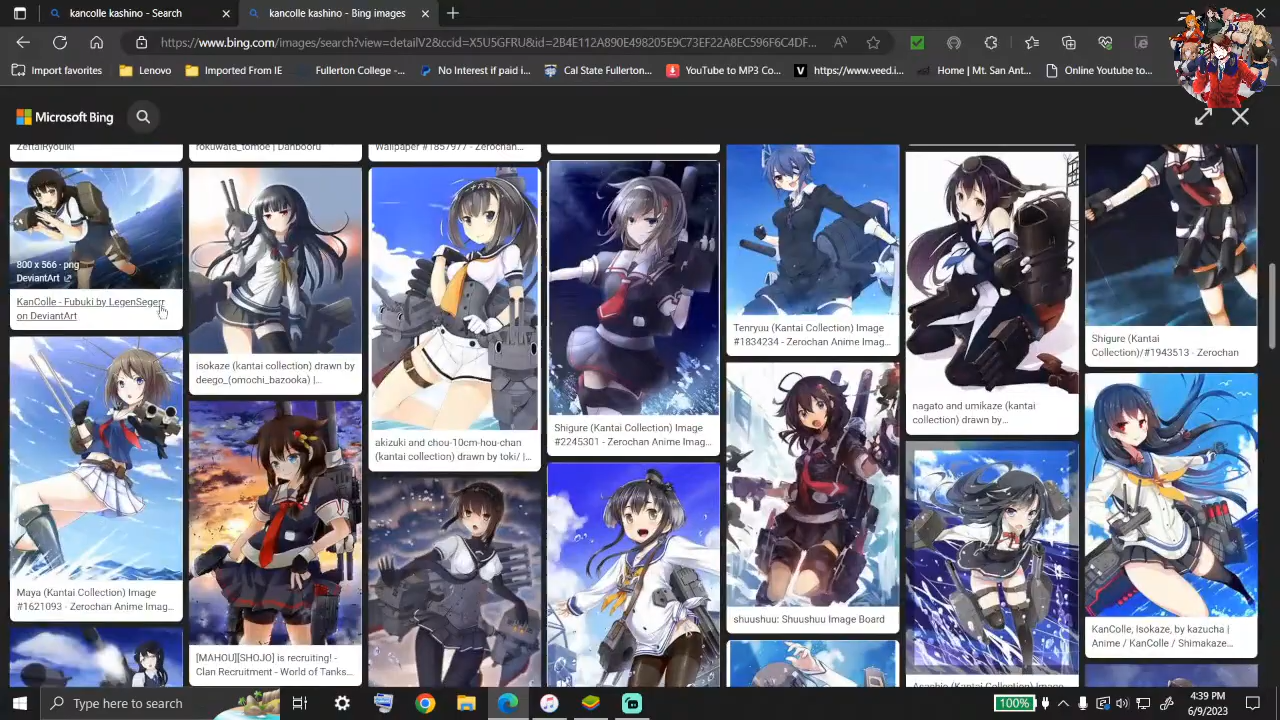 kancolle kashino - Search
kancolle kashino - Bing images
https://www.bing.com/images/search?view=detailV2&ccid=X5U5GFRU&id=2B4E112A890E498205E9C73EF22A8EC596F6C4DF...
Import favorites
Lenovo
Imported From IE
Fullerton College -...
No Interest if paid i...
Cal State Fullerton...
YouTube to MP3 Co...
https://www.veed.i...
Home | Mt. San Ant...
Online Youtube to...
Microsoft Bing
ZettaiRyouiki
rokuwata_tomoe | Danbooru
Wallpaper #1857977 - Zerochan...
800 x 566 · png
DeviantArt
KanColle - Fubuki by LegenSegerr
on DeviantArt
isokaze (kantai collection) drawn by
deego_(omochi_bazooka) |...
akizuki and chou-10cm-hou-chan
(kantai collection) drawn by toki/ |...
Shigure (Kantai Collection) Image
#2245301 - Zerochan Anime Imag...
Tenryuu (Kantai Collection) Image
#1834234 - Zerochan Anime Imag...
nagato and umikaze (kantai
collection) drawn by...
Shigure (Kantai
Collection)/#1943513 - Zerochan
Maya (Kantai Collection) Image
#1621093 - Zerochan Anime Imag...
[MAHOU][SHOJO] is recruiting! -
Clan Recruitment - World of Tanks...
shuushuu: Shuushuu Image Board
Asashio (Kantai Collection) Image
KanColle, Isokaze, by kazucha |
Anime / KanColle / Shimakaze...
Type here to search
100%
4:39 PM
6/9/2023